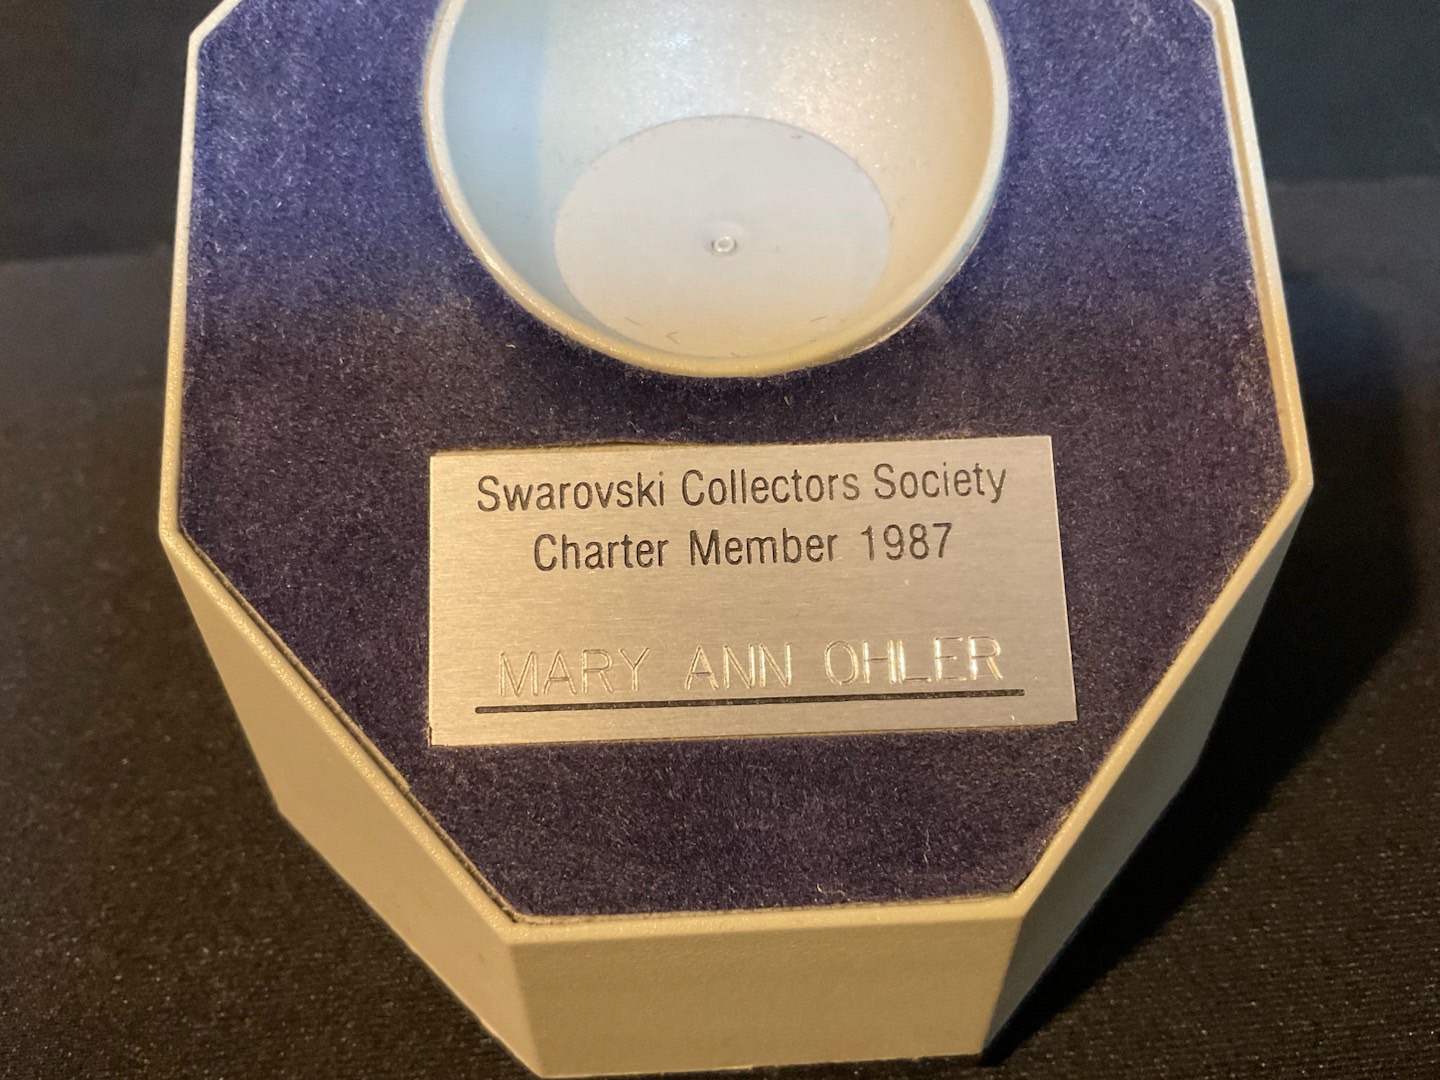 Swarovski Collectors Society
Charter Member 1987
MARY ANN OHLER